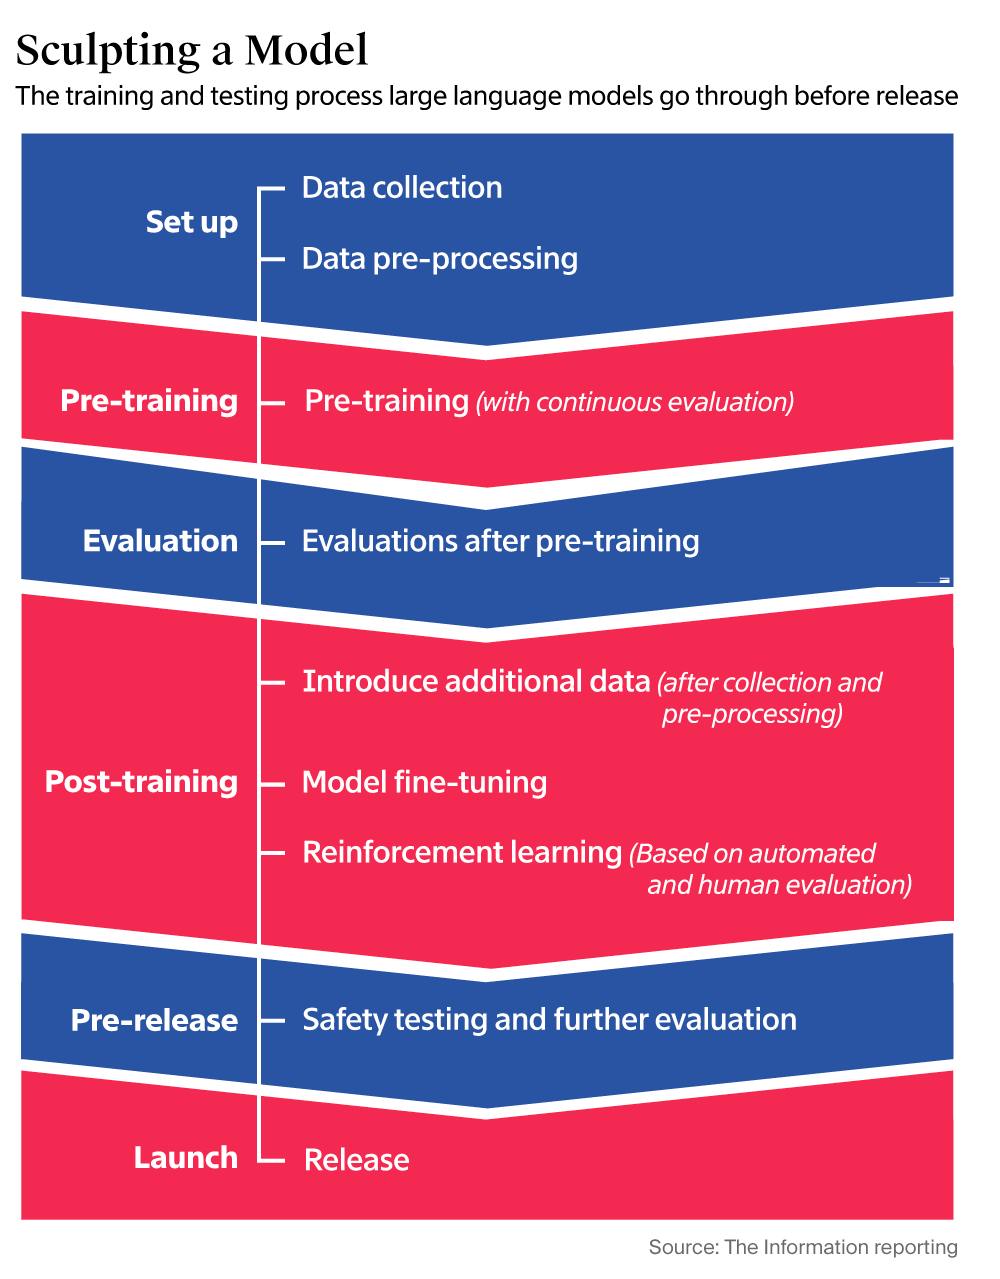 Sculpting a Model
The training and testing process large language models go through before release
Set up
Data collection
Data pre-processing
Pre-training
Pre-training (with continuous evaluation)
Evaluation
Evaluations after pre-training
Post-training
Introduce additional data (after collection and
pre-processing)
Model fine-tuning
Reinforcement learning (Based on automated
and human evaluation)
Pre-release
Safety testing and further evaluation
Launch
Release
Source: The Information reporting